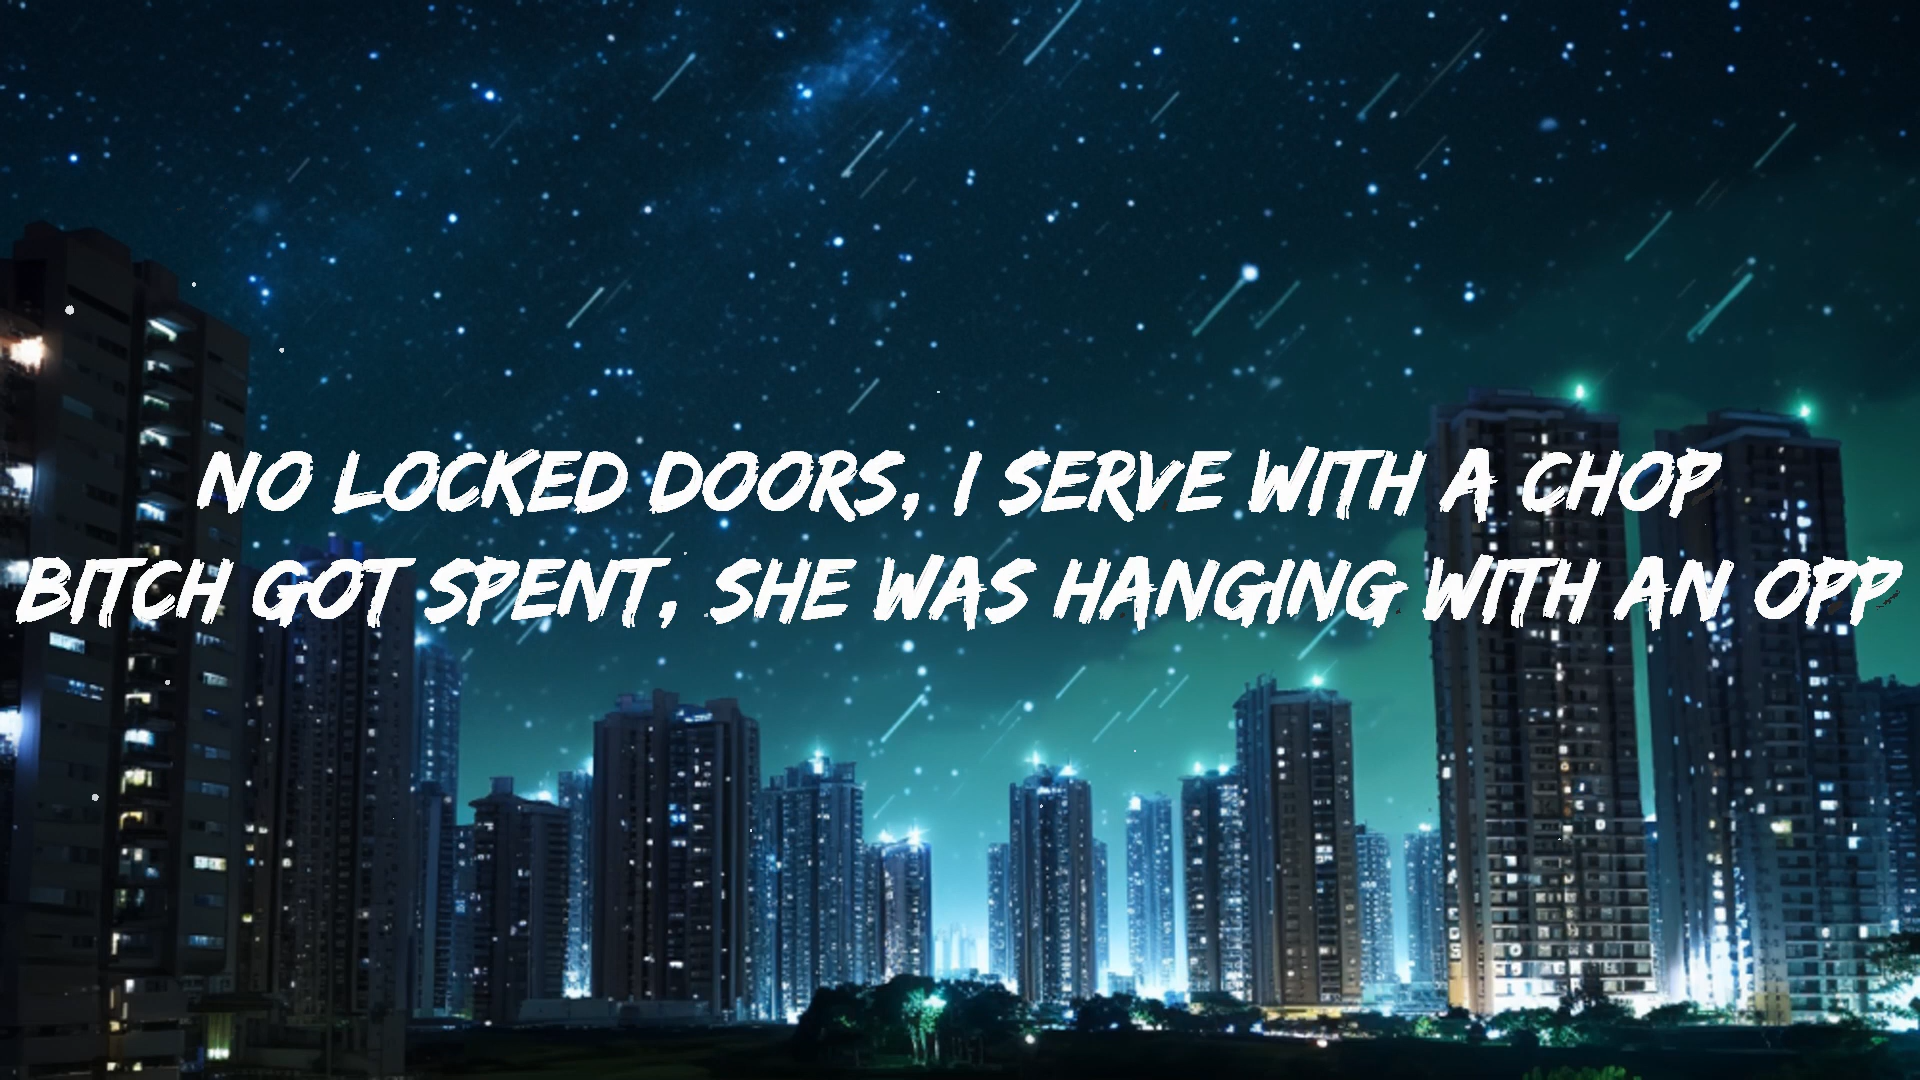 NO LOCKED DOORS, I SERVE WITH A CHOP
BITCH GOT SPENT, SHE WAS HANGING WITH AN OPP